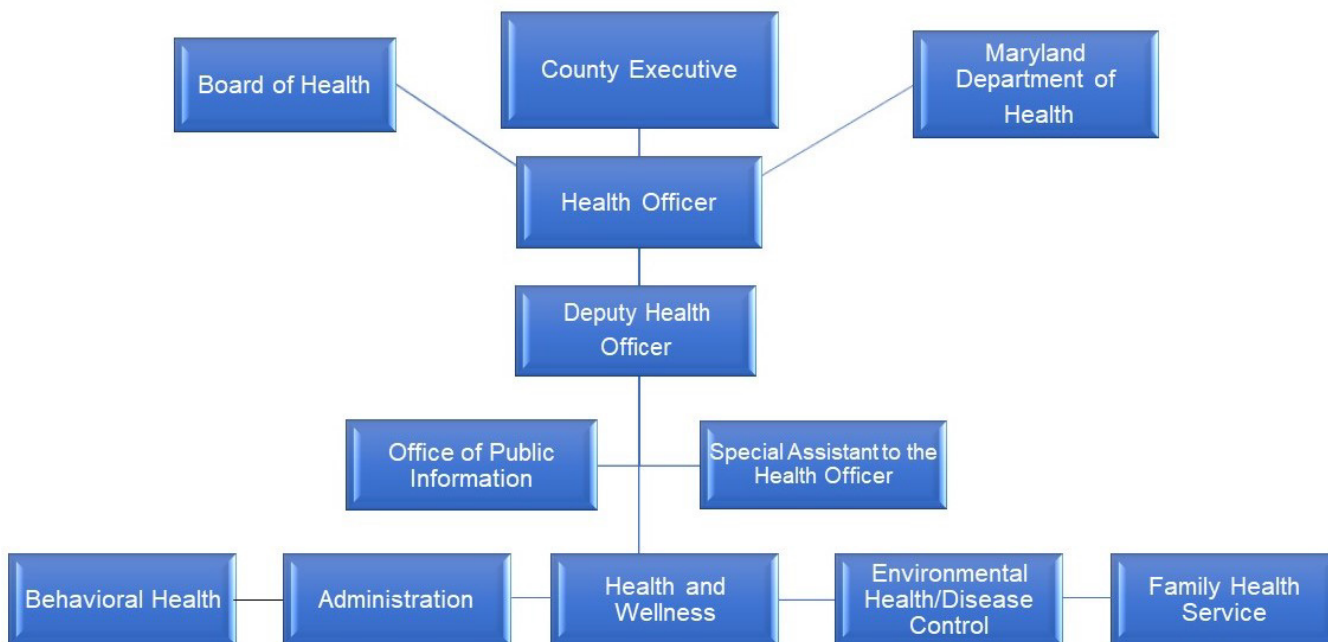 Board of Health
County Executive
Maryland
Department of
Health
Health Officer
Deputy Health
Officer
Office of Public
Information
Special Assistant to the
Health Officer
Behavioral Health
Administration
Health and
Wellness
Environmental
Health/Disease
Control
Family Health
Service